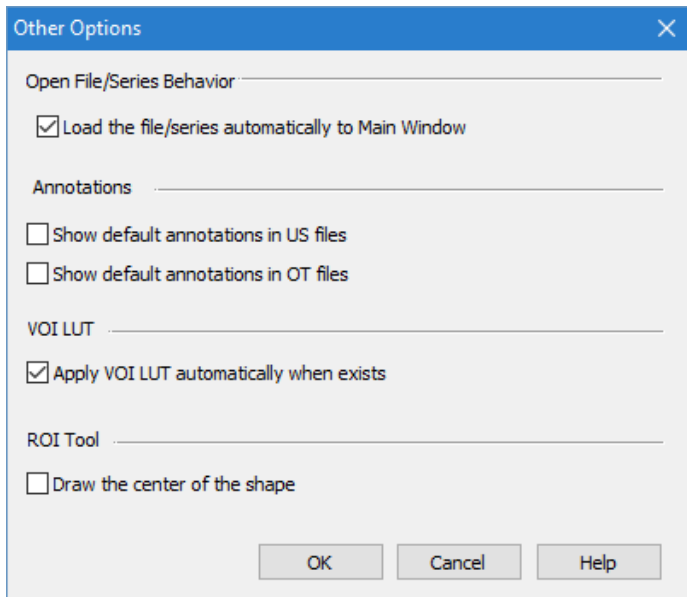 Other Options
Open File/Series Behavior
Load the file/series automatically to Main Window
Annotations
Show default annotations in US files
Show default annotations in OT files
VOI LUT
Apply VOI LUT automatically when exists
ROI Tool
Draw the center of the shape
OK Cancel Help